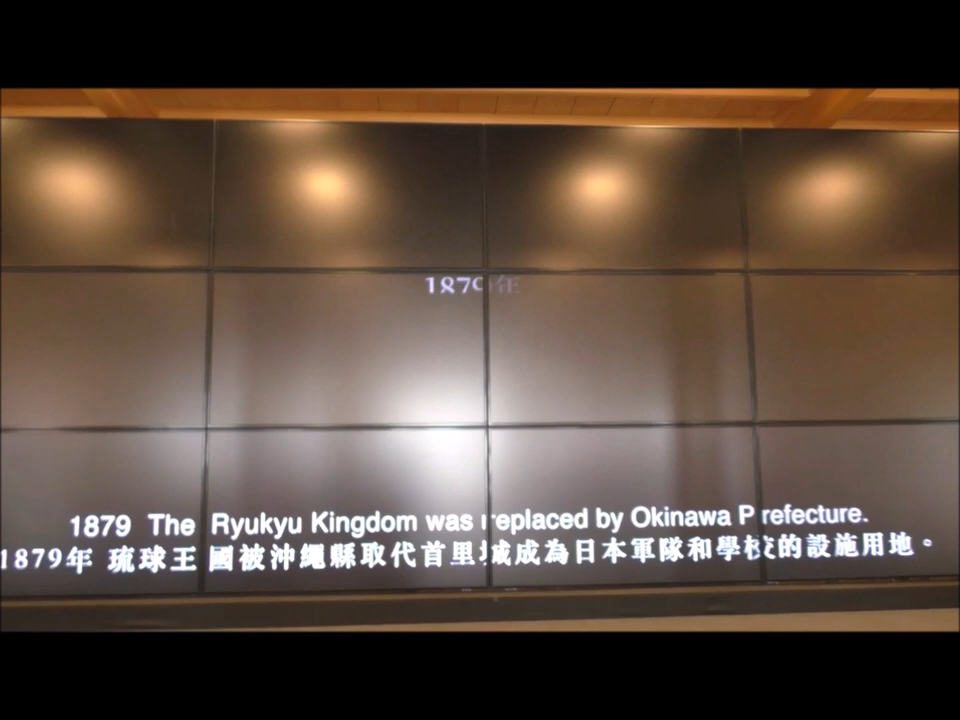 1879年
1879 The Ryukyu Kingdom was replaced by Okinawa Prefecture.
1879年 琉球王國被沖繩縣取代首里城成為日本軍隊和學校的設施用地。